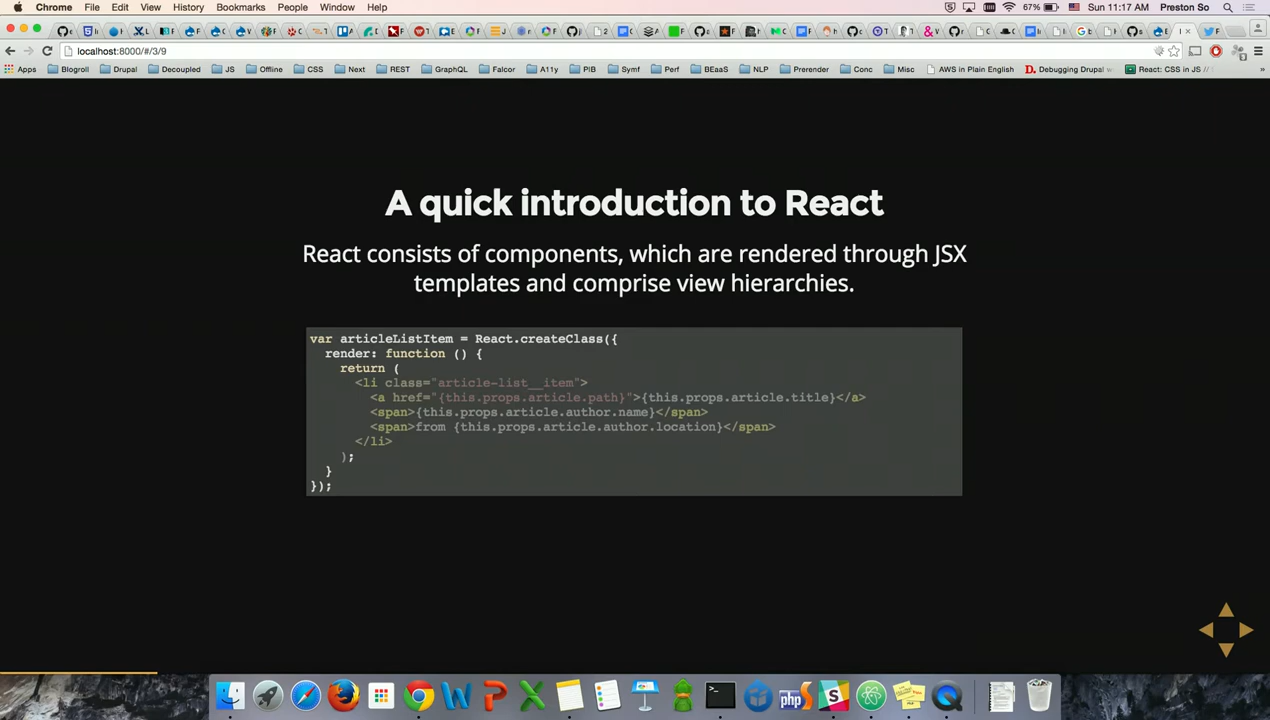 Chrome File Edit View History Bookmarks People Window Help 67% Sun 11:17 AM Preston So
localhost:8000/#/3/9
Apps Blogroll Drupal Decoupled JS Offline CSS Next REST GraphQL Falcor A11y PIB Symf Perf BEaaS NLP Prerender Conc Misc AWS in Plain English Debugging Drupal React: CSS in JS //
A quick introduction to React
React consists of components, which are rendered through JSX
templates and comprise view hierarchies.
var articleListItem = React.createClass({
render: function () {
return (
<li class="article-list__item">
<a href="{this.props.article.path}">{this.props.article.title}</a>
<span>{this.props.article.author.name}</span>
<span>from {this.props.article.author.location}</span>
</li>
);
}
});